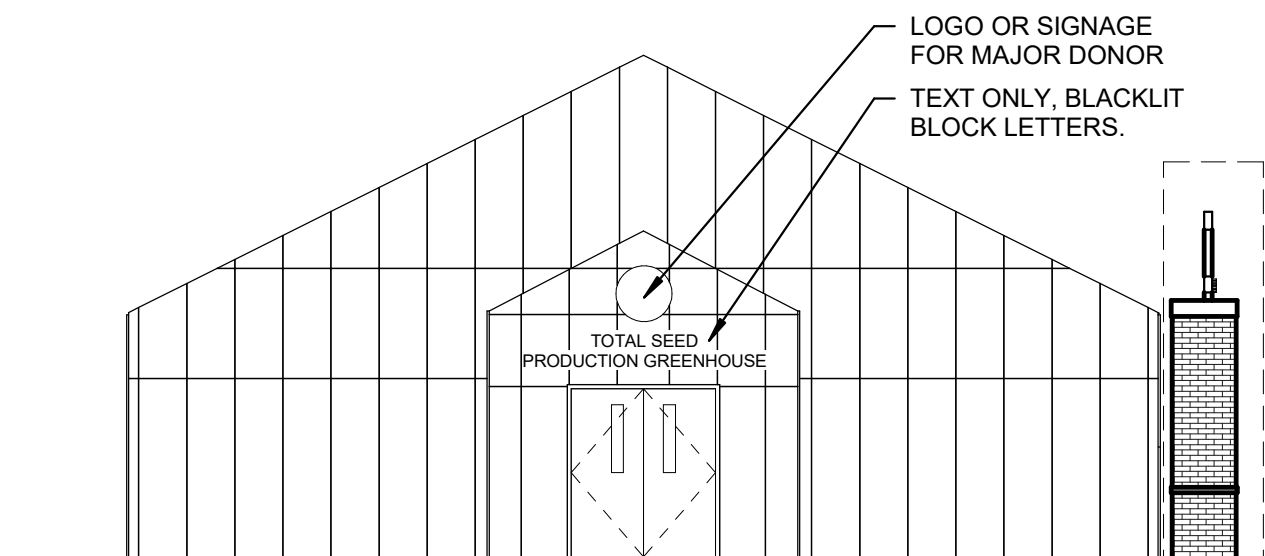 LOGO OR SIGNAGE
FOR MAJOR DONOR
TEXT ONLY, BLACKLIT
BLOCK LETTERS.
TOTAL SEED
PRODUCTION GREENHOUSE